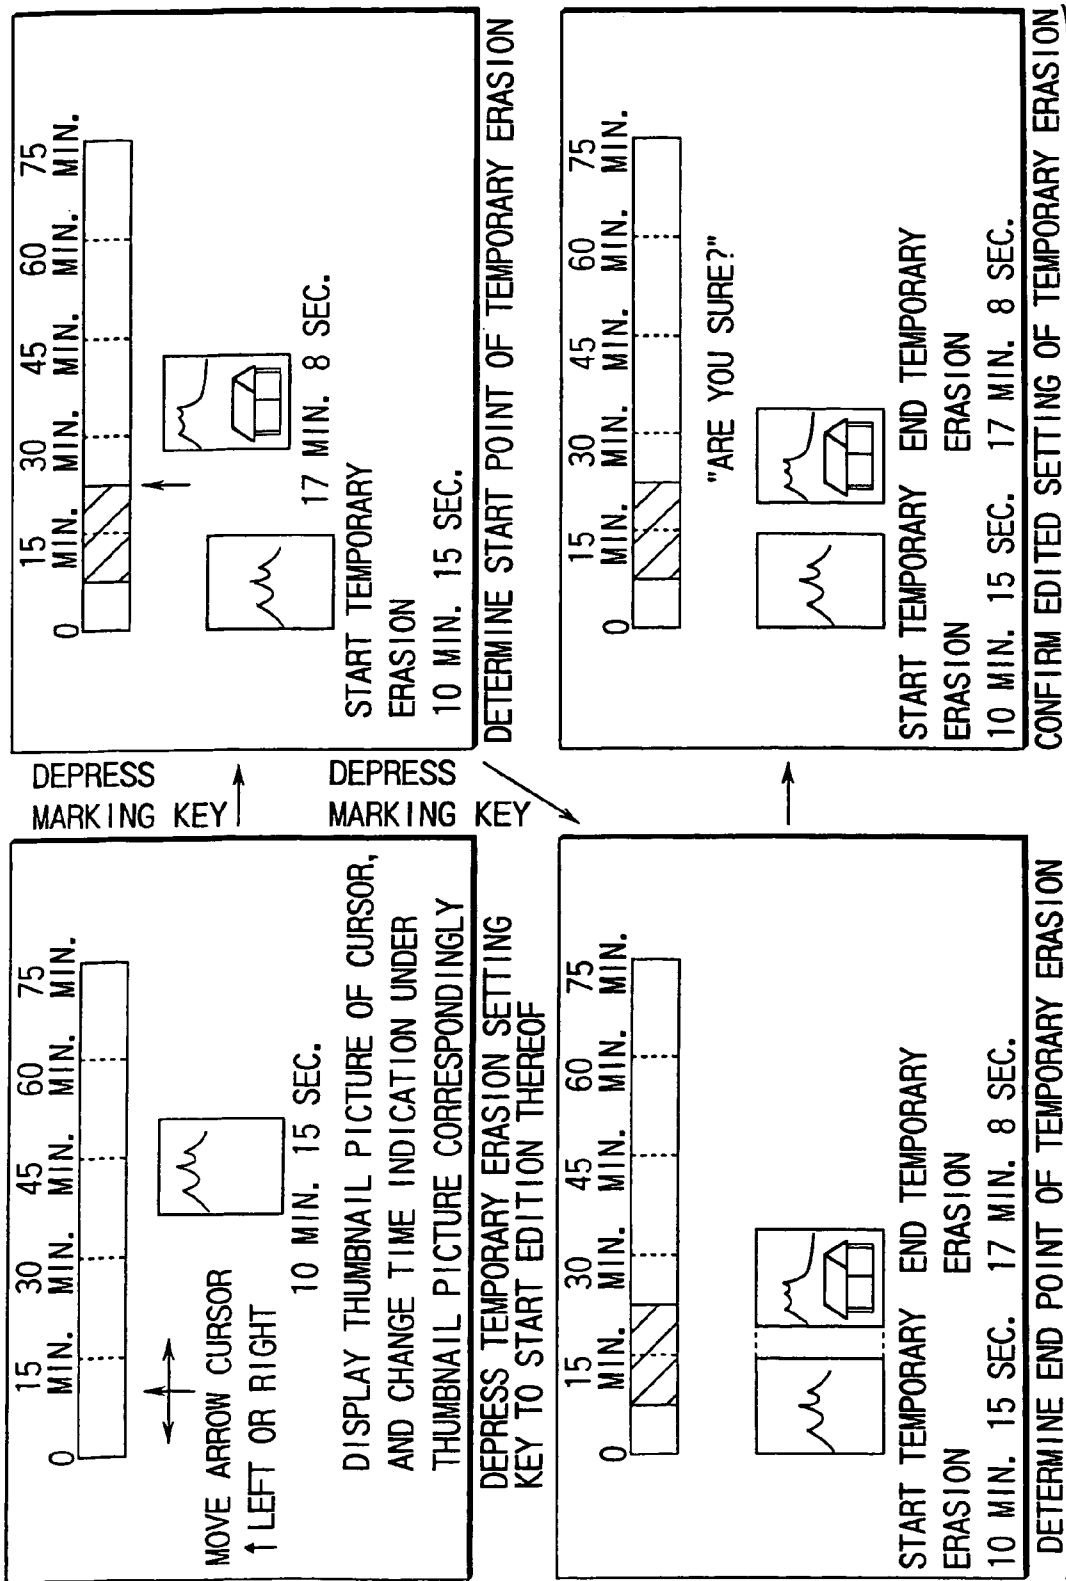 0
15 MIN.
30 MIN.
45 MIN.
60 MIN.
75 MIN.
MOVE ARROW CURSOR
↑ LEFT OR RIGHT
10 MIN. 15 SEC.
DISPLAY THUMBNAIL PICTURE OF CURSOR,
AND CHANGE TIME INDICATION UNDER
THUMBNAIL PICTURE CORRESPONDINGLY
DEPRESS TEMPORARY ERASION SETTING
KEY TO START EDITION THEREOF
DEPRESS
MARKING KEY
0
15 MIN.
30 MIN.
45 MIN.
60 MIN.
75 MIN.
17 MIN. 8 SEC.
START TEMPORARY
ERASION
10 MIN. 15 SEC.
DETERMINE START POINT OF TEMPORARY ERASION
DEPRESS
MARKING KEY
0
15 MIN.
30 MIN.
45 MIN.
60 MIN.
75 MIN.
START TEMPORARY END TEMPORARY
ERASION ERASION
10 MIN. 15 SEC. 17 MIN. 8 SEC.
DETERMINE END POINT OF TEMPORARY ERASION
0
15 MIN.
30 MIN.
45 MIN.
60 MIN.
75 MIN.
"ARE YOU SURE?"
START TEMPORARY END TEMPORARY
ERASION ERASION
10 MIN. 15 SEC. 17 MIN. 8 SEC.
CONFIRM EDITED SETTING OF TEMPORARY ERASION